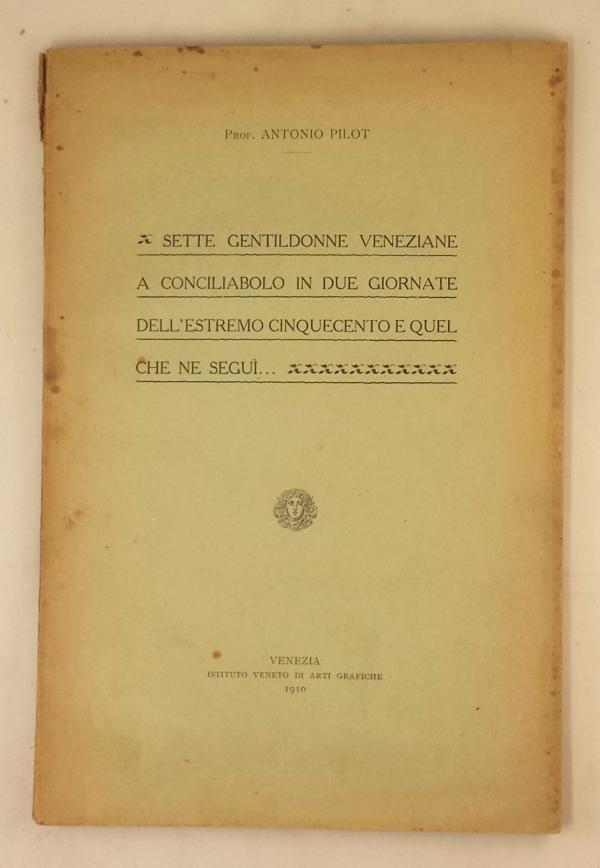 Prof. ANTONIO PILOT
SETTE GENTILDONNE VENEZIANE
A CONCILIABOLO IN DUE GIORNATE
DELL'ESTREMO CINQUECENTO E QUEL
CHE NE SEGUÌ...
VENEZIA
ISTITUTO VENETO DI ARTI GRAFICHE
1910